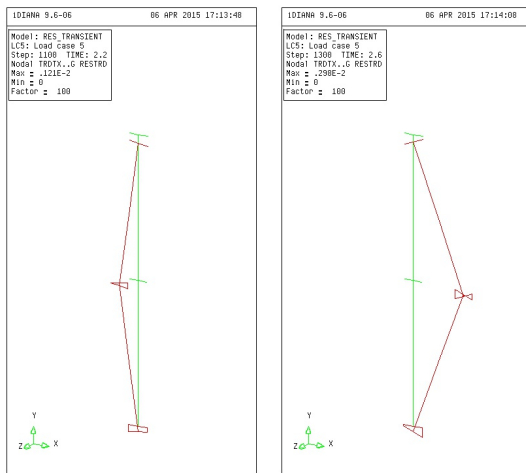 iDIANA 9.6-06 06 APR 2015 17:13:48
Model: RES_TRANSIENT
LC5: Load case 5
Step: 1100 TIME: 2.2
Nodal TRDTX..G RESTRD
Max = .121E-2
Min = 0
Factor = 100
Y
Z X
iDIANA 9.6-06 06 APR 2015 17:14:08
Model: RES_TRANSIENT
LC5: Load case 5
Step: 1300 TIME: 2.6
Nodal TRDTX..G RESTRD
Max = .298E-2
Min = 0
Factor = 100
Y
Z X